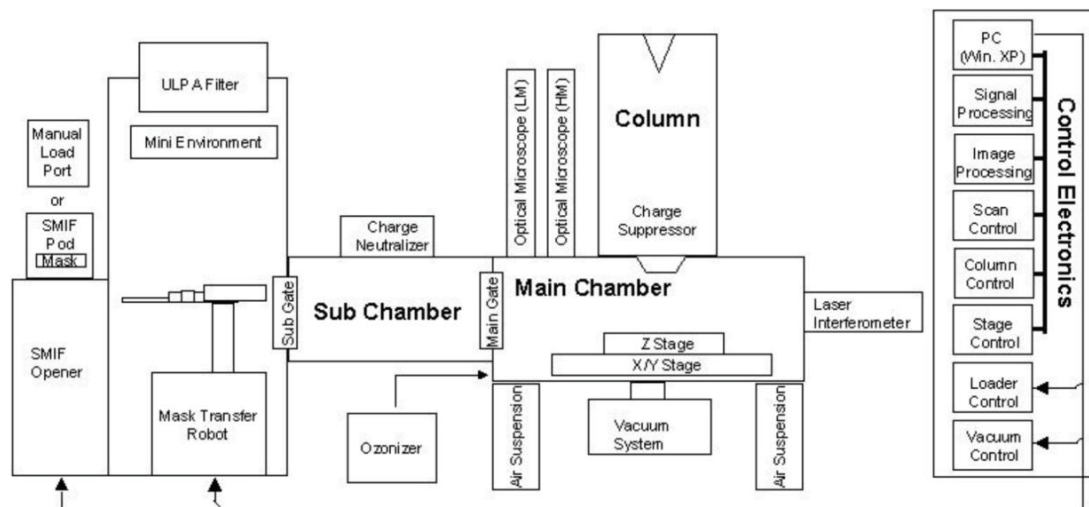 ULPA Filter
Mini Environment
Manual
Load
Port
or
SMIF
Pod
Mask
SMIF
Opener
Mask Transfer
Robot
Sub Gate
Charge
Neutralizer
Sub Chamber
Main Gate
Ozonizer
Optical Microscope (LM)
Optical Microscope (HM)
Column
Charge
Suppressor
Main Chamber
Z Stage
X/Y Stage
Laser
Interferometer
Air Suspension
Vacuum
System
Air Suspension
PC
(Win. XP)
Signal
Processing
Image
Processing
Scan
Control
Column
Control
Stage
Control
Loader
Control
Vacuum
Control
Control Electronics